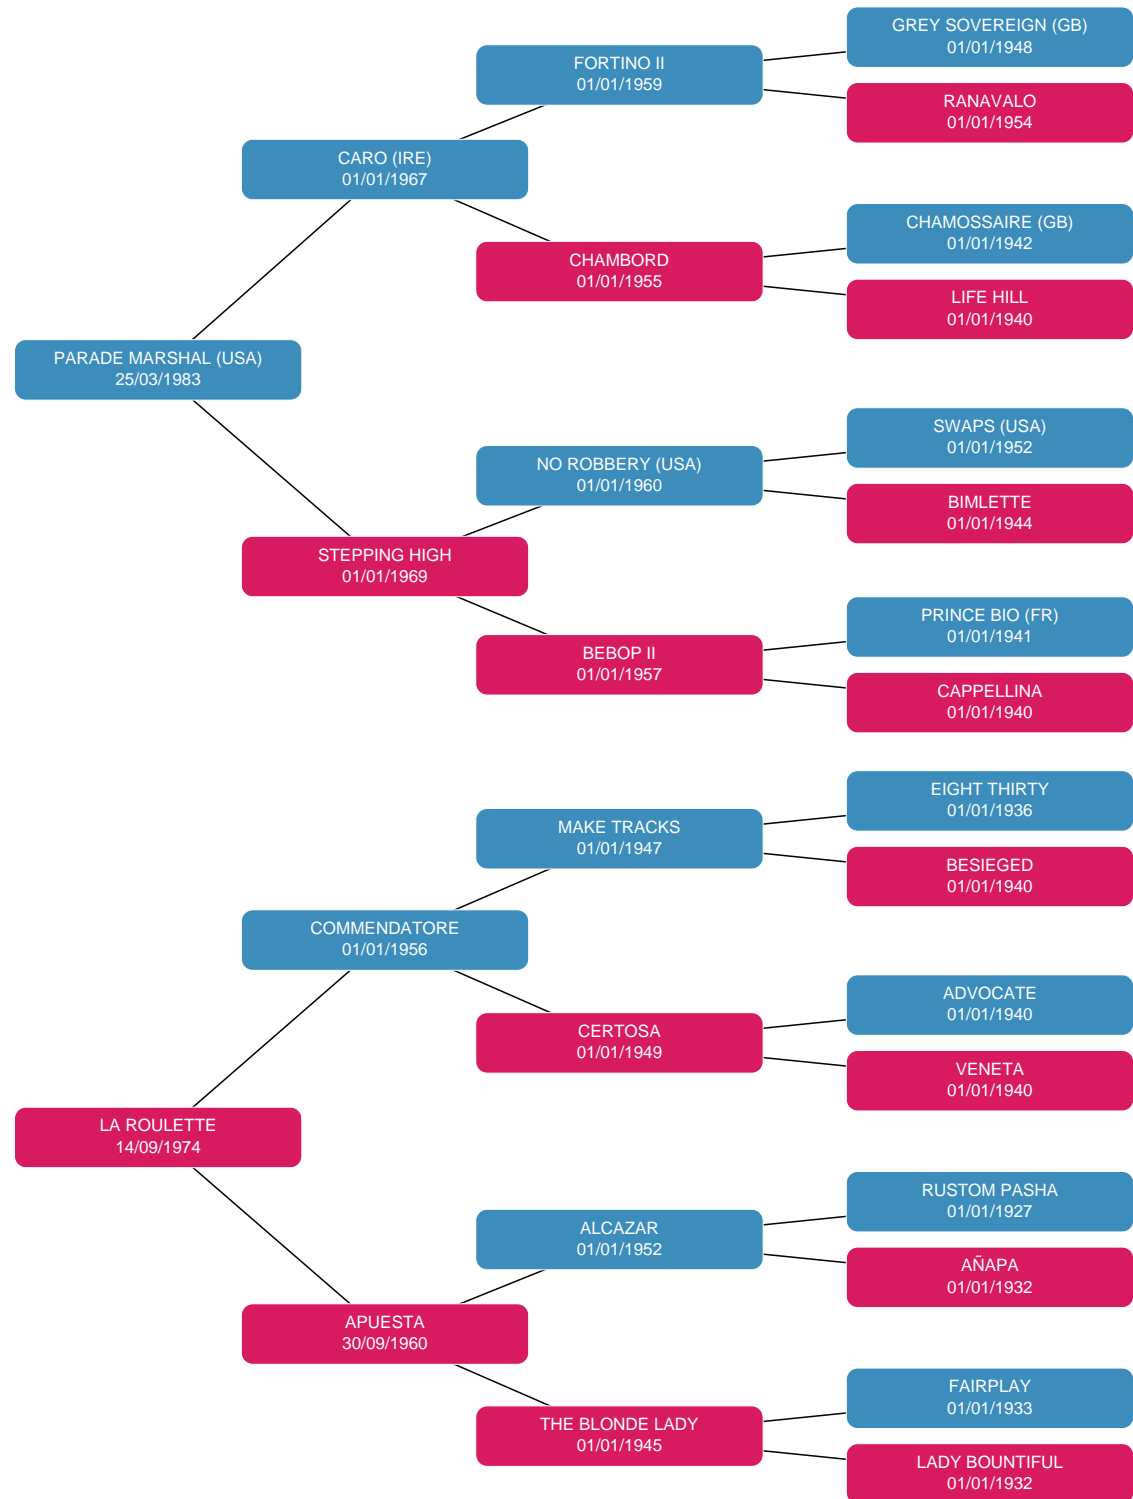 GREY SOVEREIGN (GB)
01/01/1948
FORTINO II
01/01/1959
RANAVALO
01/01/1954
CARO (IRE)
01/01/1967
CHAMOSSAIRE (GB)
01/01/1942
CHAMBORD
01/01/1955
LIFE HILL
01/01/1940
PARADE MARSHAL (USA)
25/03/1983
SWAPS (USA)
01/01/1952
NO ROBBERY (USA)
01/01/1960
BIMLETTE
01/01/1944
STEPPING HIGH
01/01/1969
PRINCE BIO (FR)
01/01/1941
BEBOP II
01/01/1957
CAPPELLINA
01/01/1940
EIGHT THIRTY
01/01/1936
MAKE TRACKS
01/01/1947
BESIEGED
01/01/1940
COMMENDATORE
01/01/1956
ADVOCATE
01/01/1940
CERTOSA
01/01/1949
VENETA
01/01/1940
LA ROULETTE
14/09/1974
RUSTOM PASHA
01/01/1927
ALCAZAR
01/01/1952
AÑAPA
01/01/1932
APUESTA
30/09/1960
FAIRPLAY
01/01/1933
THE BLONDE LADY
01/01/1945
LADY BOUNTIFUL
01/01/1932